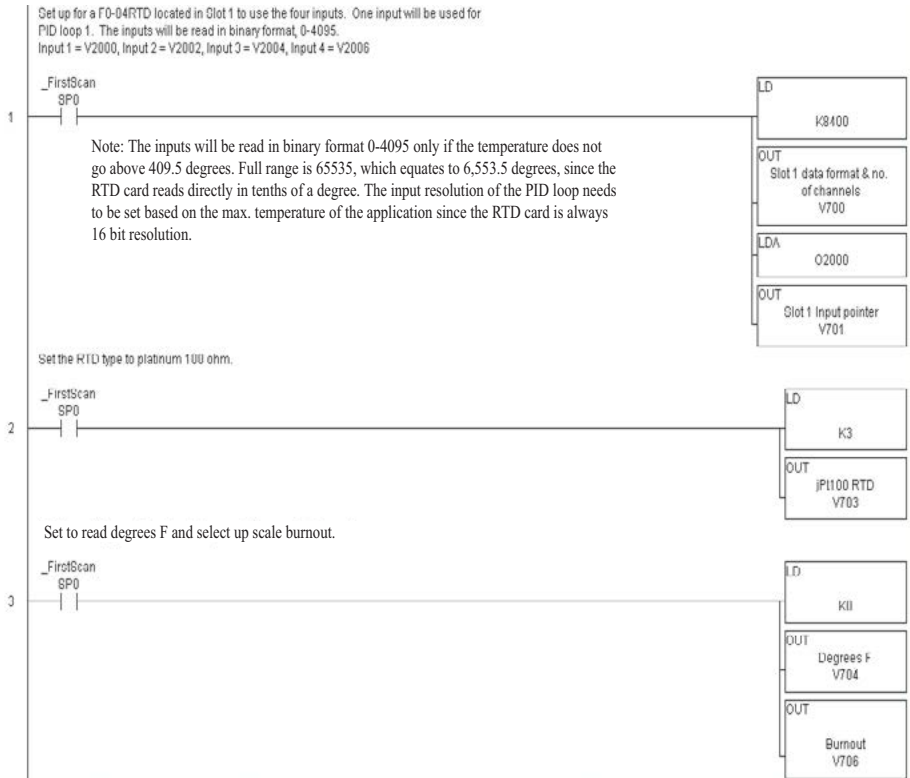 Set up for a F0-04RTD located in Slot 1 to use the four inputs. One input will be used for
PID loop 1. The inputs will be read in binary format, 0-4095.
Input 1 = V2000, Input 2 = V2002, Input 3 = V2004, Input 4 = V2006
_FirstScan
SP0
1
LD
K8400
OUT
Slot 1 data format & no.
of channels
V700
LDA
O2000
OUT
Slot 1 Input pointer
V701
Note: The inputs will be read in binary format 0-4095 only if the temperature does not
go above 409.5 degrees. Full range is 65535, which equates to 6,553.5 degrees, since the
RTD card reads directly in tenths of a degree. The input resolution of the PID loop needs
to be set based on the max. temperature of the application since the RTD card is always
16 bit resolution.
Set the RTD type to platinum 100 ohm.
_FirstScan
SP0
2
LD
K3
OUT
jPt100 RTD
V703
Set to read degrees F and select up scale burnout.
_FirstScan
SP0
3
LD
K0
OUT
Degrees F
V704
OUT
Burnout
V706